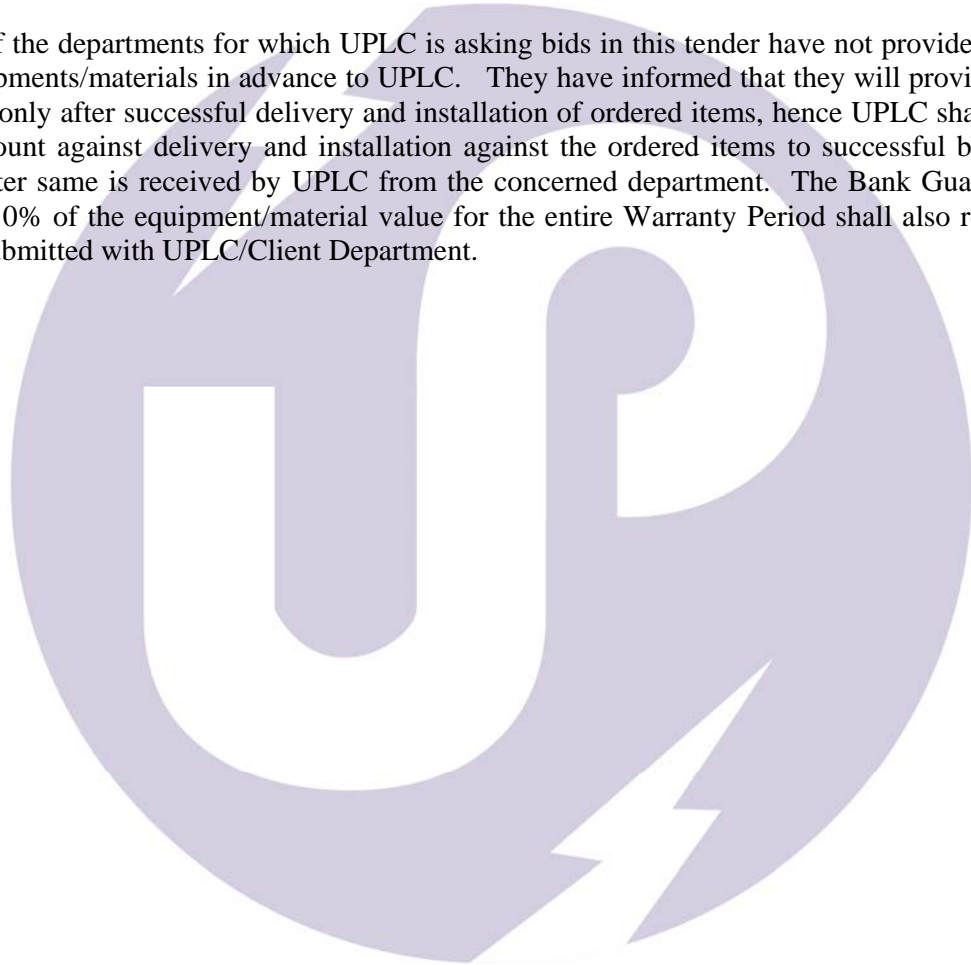 f the departments for which UPLC is asking bids in this tender have not provide
pments/materials in advance to UPLC. They have informed that they will provi
only after successful delivery and installation of ordered items, hence UPLC sha
ount against delivery and installation against the ordered items to successful b
ter same is received by UPLC from the concerned department. The Bank Gua
0% of the equipment/material value for the entire Warranty Period shall also r
ubmitted with UPLC/Client Department.
UP